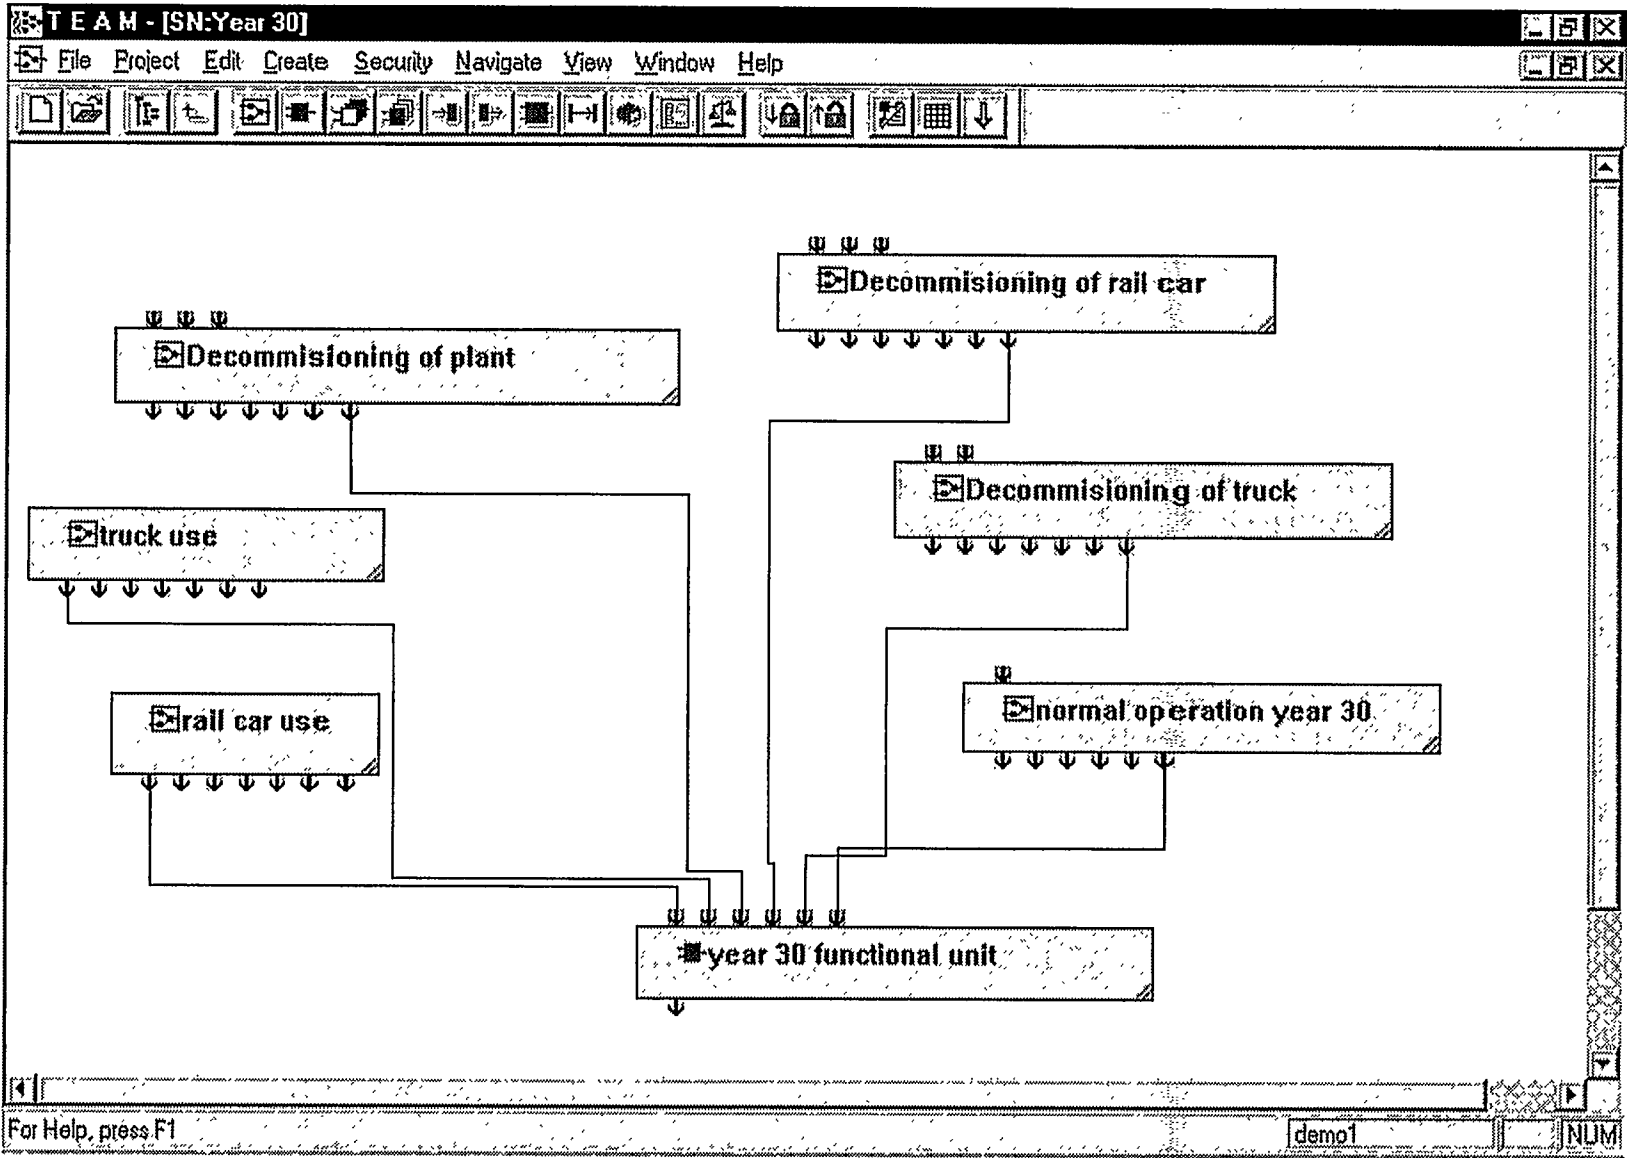 T E A M - [SN:Year 30]
File Project Edit Create Security Navigate View Window Help
Decommisioning of rail car
Decommisioning of plant
Decommisioning of truck
truck use
rail car use
normal operation year 30
year 30 functional unit
For Help, press F1
demo1
NUM